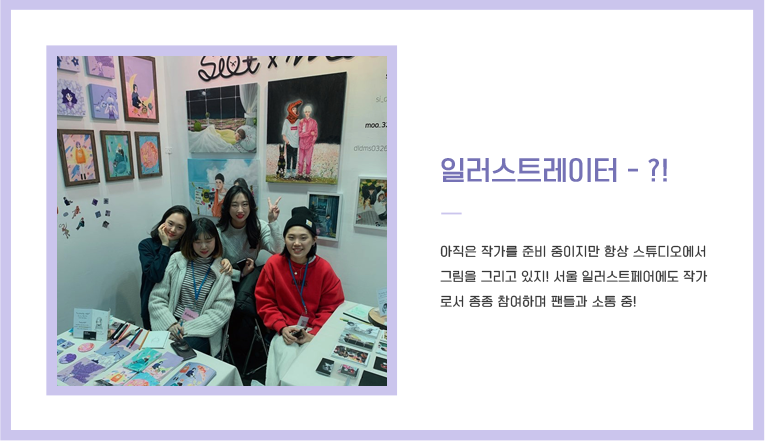 moo.32
dldms0326
일러스트레이터 - ?!
아직은 작가를 준비 중이지만 항상 스튜디오에서
그림을 그리고 있지! 서울 일러스트페어에도 작가
로서 종종 참여하며 팬들과 소통 중!